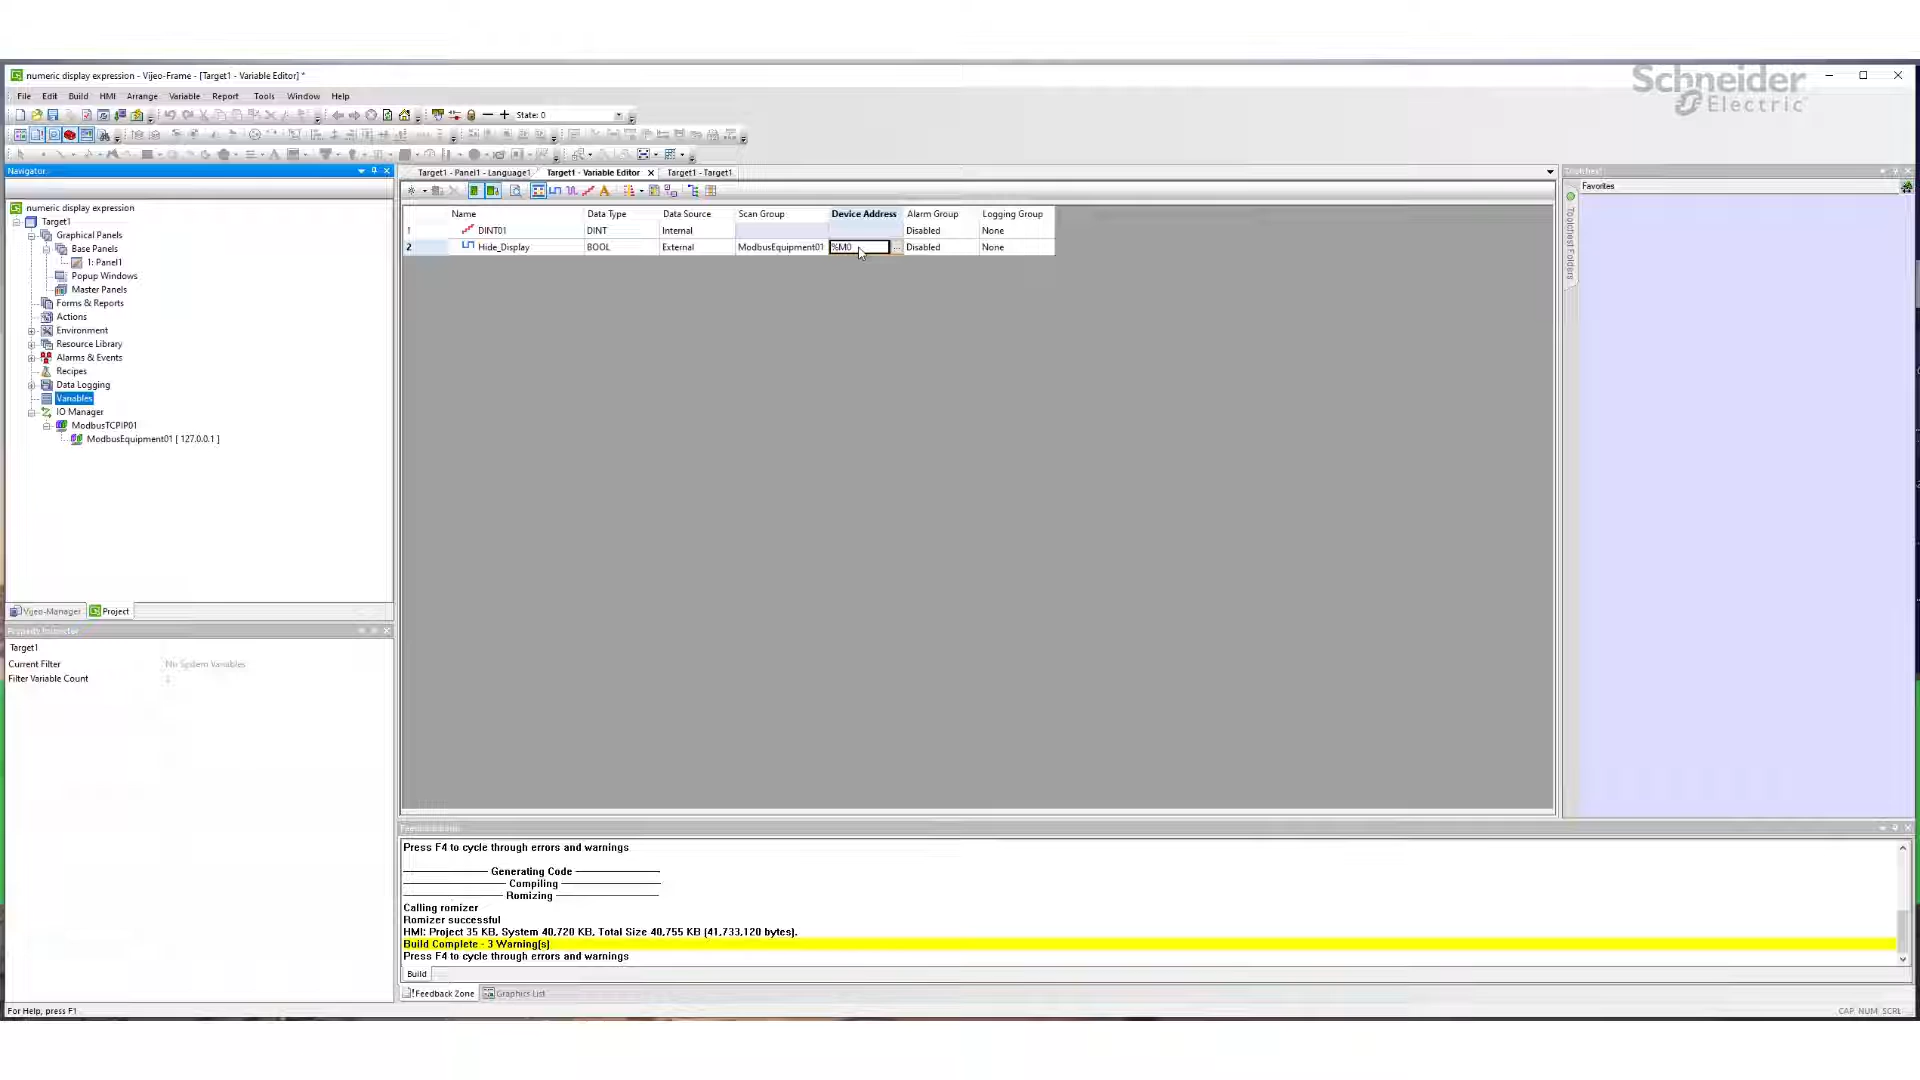 Schneider
Electric
numeric display expression - Vijeo-Frame - [Target1 - Variable Editor] *
File Edit Build HMI Arrange Variable Report Tools Window Help
State: 0
Navigator
Target1 - Panel1 - Language1 Target1 - Variable Editor Target1 - Target1
Favorites
Toolchest Folders
numeric display expression
Target1
Graphical Panels
Base Panels
1: Panel1
Popup Windows
Master Panels
Forms & Reports
Actions
Environment
Resource Library
Alarms & Events
Recipes
Data Logging
Variables
IO Manager
ModbusTCPIP01
ModbusEquipment01 [ 127.0.0.1 ]
Name Data Type Data Source Scan Group Device Address Alarm Group Logging Group
1 DINT01 DINT Internal Disabled None
2 Hide_Display BOOL External ModbusEquipment01 %M0 ... Disabled None
Vijeo-Manager Project
Property Inspector
Target1
Current Filter No System Variables
Filter Variable Count
Press F4 to cycle through errors and warnings
Generating Code
Compiling
Romizing
Calling romizer
Romizer successful
HMI: Project 35 KB, System 40,720 KB, Total Size 40,755 KB (41,733,120 bytes).
Build Complete - 3 Warning(s)
Press F4 to cycle through errors and warnings
Build
Feedback Zone Graphics List
For Help, press F1
CAP NUM SCRL